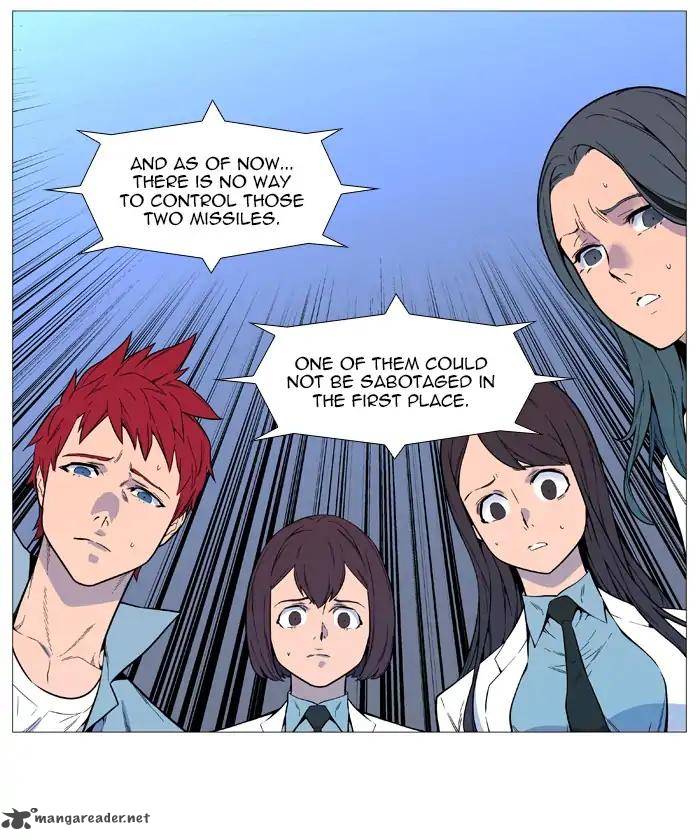 AND AS OF NOW...
THERE IS NO WAY
TO CONTROL THOSE
TWO MISSILES.
ONE OF THEM COULD
NOT BE SABOTAGED IN
THE FIRST PLACE.
mangareader.net